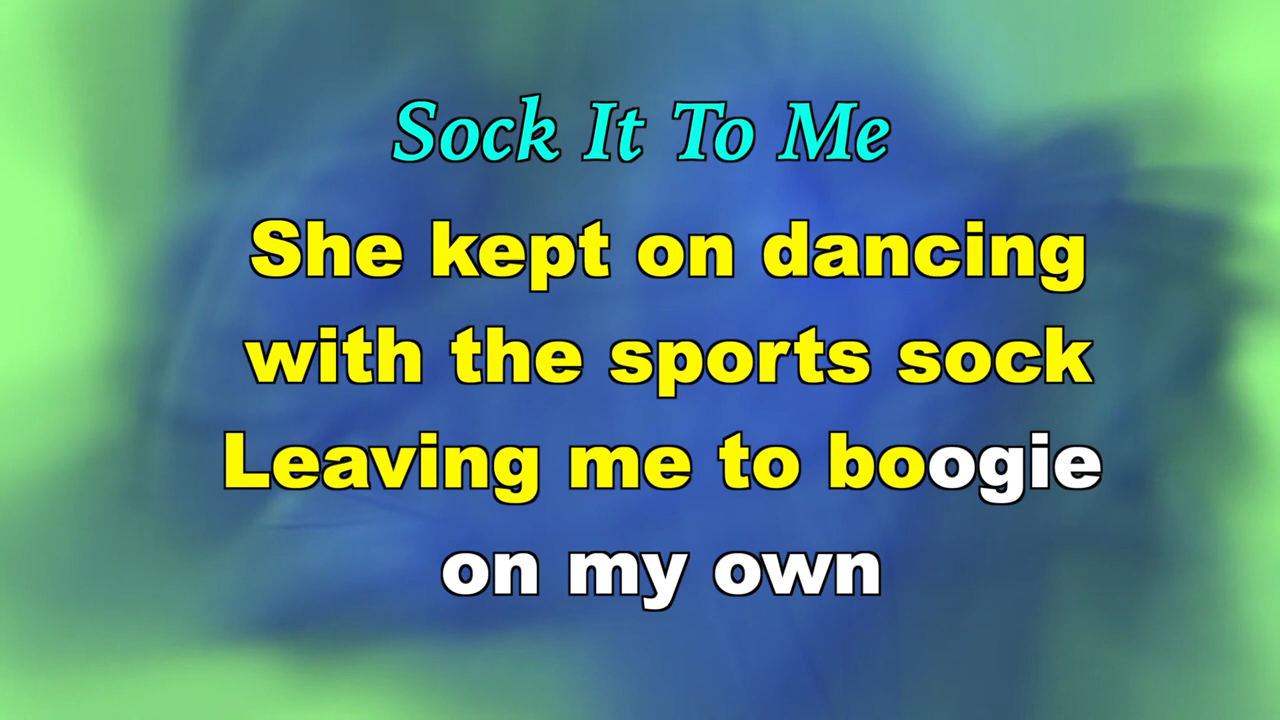 Sock It To Me
She kept on dancing
with the sports sock
Leaving me to boogie
on my own